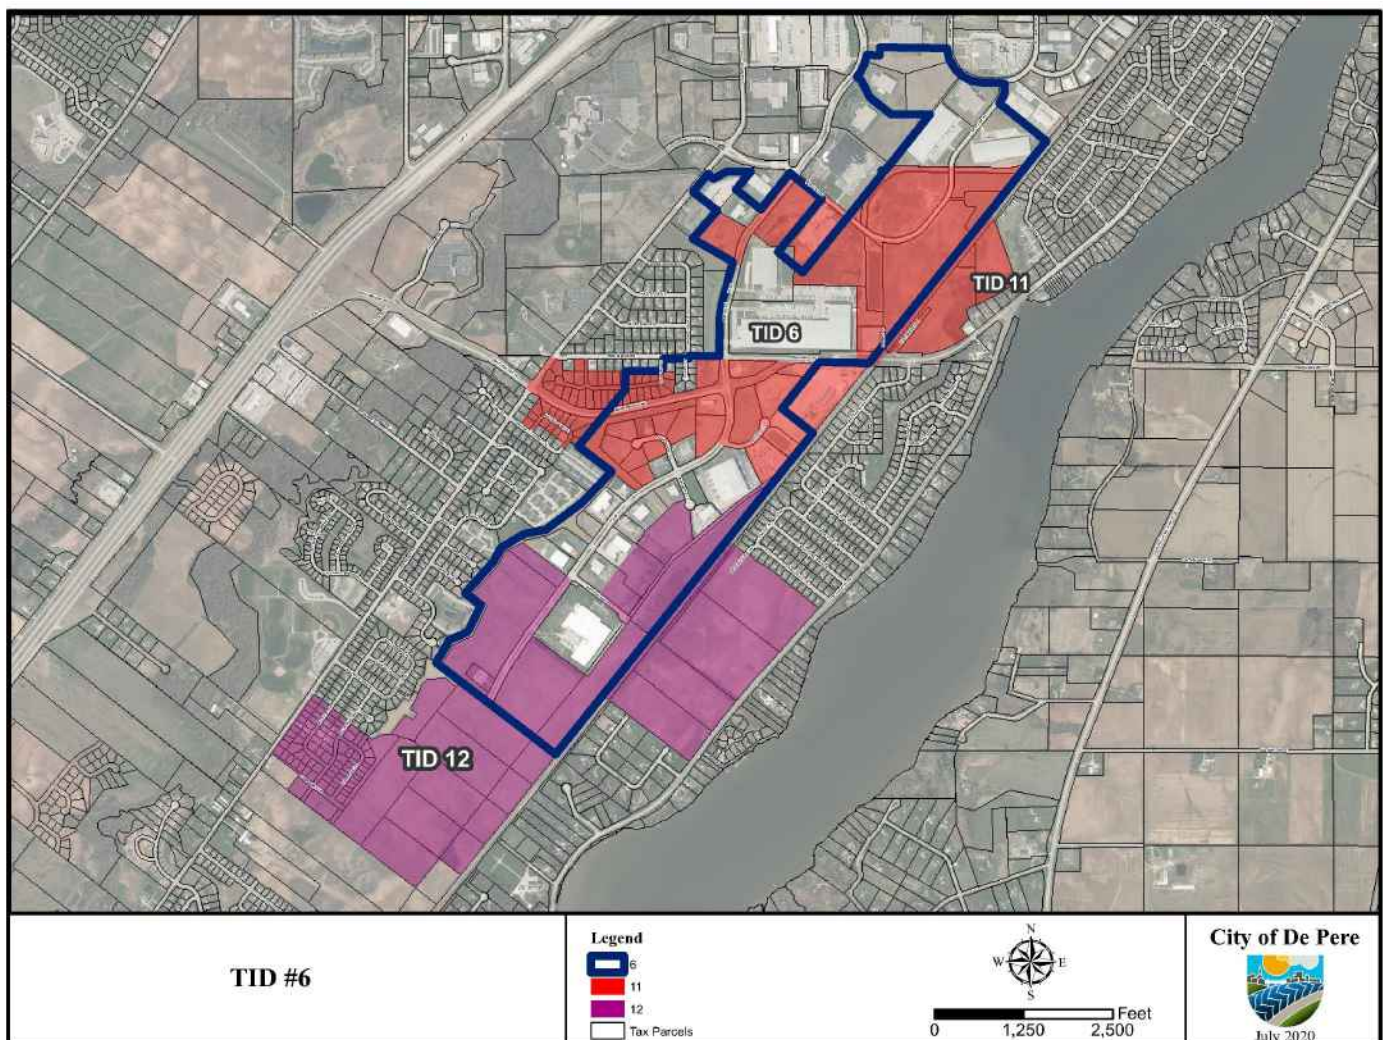 TID 11
TID 6
TID 12
TID #6
Legend
6
11
12
Tax Parcels
N
W
E
S
Feet
0
1,250
2,500
City of De Pere
July 2020